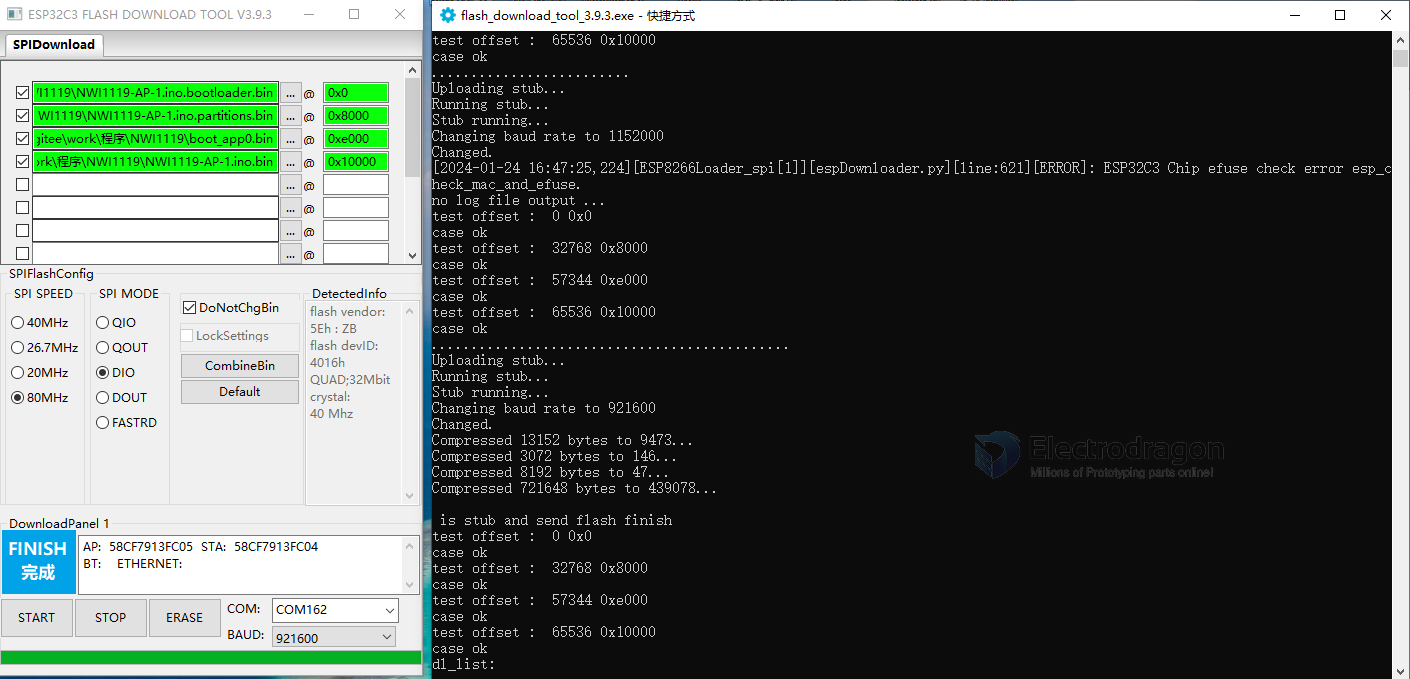 ESP32C3 FLASH DOWNLOAD TOOL V3.9.3
SPIDownload
'I1119\NWI1119-AP-1.ino.bootloader.bin ... @ 0x0
WI1119\NWI1119-AP-1.ino.partitions.bin ... @ 0x8000
gitee\work\程序\NWI1119\boot_app0.bin ... @ 0xe000
ork\程序\NWI1119\NWI1119-AP-1.ino.bin ... @ 0x10000
... @
... @
... @
... @
SPIFlashConfig
SPI SPEED
40MHz
26.7MHz
20MHz
80MHz
SPI MODE
QIO
QOUT
DIO
DOUT
FASTRD
DoNotChgBin
LockSettings
CombineBin
Default
DetectedInfo
flash vendor:
5Eh : ZB
flash devID:
4016h
QUAD;32Mbit
crystal:
40 Mhz
DownloadPanel 1
FINISH
完成
AP: 58CF7913FC05 STA: 58CF7913FC04
BT: ETHERNET:
START
STOP
ERASE
COM: COM162
BAUD: 921600
flash_download_tool_3.9.3.exe - 快捷方式
test offset :  65536 0x10000
case ok
.........................
Uploading stub...
Running stub...
Stub running...
Changing baud rate to 1152000
Changed.
[2024-01-24 16:47:25,224][ESP8266Loader_spi[1]][espDownloader.py][line:621][ERROR]: ESP32C3 Chip efuse check error esp_c
heck_mac_and_efuse.
no log file output ...
test offset :  0 0x0
case ok
test offset :  32768 0x8000
case ok
test offset :  57344 0xe000
case ok
test offset :  65536 0x10000
case ok
.............................................
Uploading stub...
Running stub...
Stub running...
Changing baud rate to 921600
Changed.
Compressed 13152 bytes to 9473...
Compressed 3072 bytes to 146...
Compressed 8192 bytes to 47...
Compressed 721648 bytes to 439078...
is stub and send flash finish
test offset :  0 0x0
case ok
test offset :  32768 0x8000
case ok
test offset :  57344 0xe000
case ok
test offset :  65536 0x10000
case ok
dl_list:
Electrodragon
Millions of Prototyping parts online!